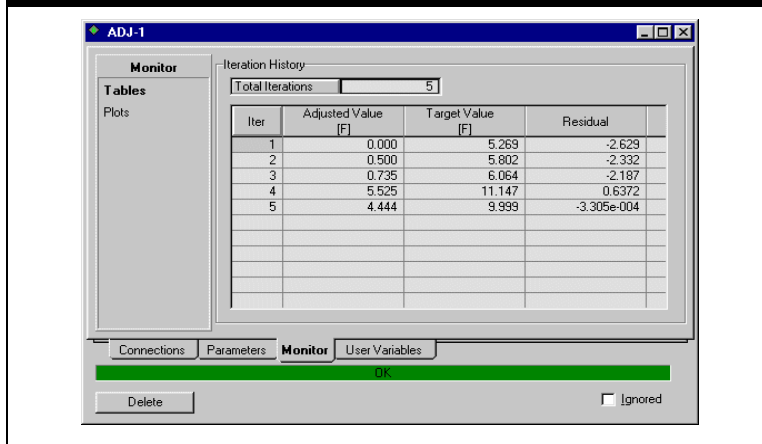 ADJ-1
Monitor
Tables
Plots
Iteration History
Total Iterations 5
Iter Adjusted Value [F] Target Value [F] Residual
1 0.000 5.269 -2.629
2 0.500 5.802 -2.332
3 0.735 6.064 -2.187
4 5.525 11.147 0.6372
5 4.444 9.999 -3.305e-004
Connections Parameters Monitor User Variables
OK
Delete Ignored